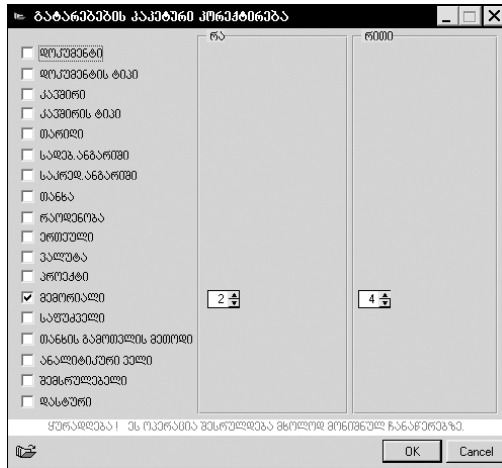 გატარებების პაკეტური კორექტირება
რა
რითი
დოკუმენტი
დოკუმენტის ტიპი
კავშირი
კავშირის ტიპი
თარიღი
სადებ.ანგარიში
საკრედ.ანგარიში
თანხა
რაოდენობა
ერთეული
ვალუტა
პროექტი
მემორიალი
2
4
საფუძველი
თანხის გამოთვლის მეთოდი
ანალიტიკური ველი
შემსრულებელი
დასტური
ყურადღება ! ეს ოპერაცია შესრულდება მხოლოდ მონიშნულ ჩანაწერებზე.
OK
Cancel